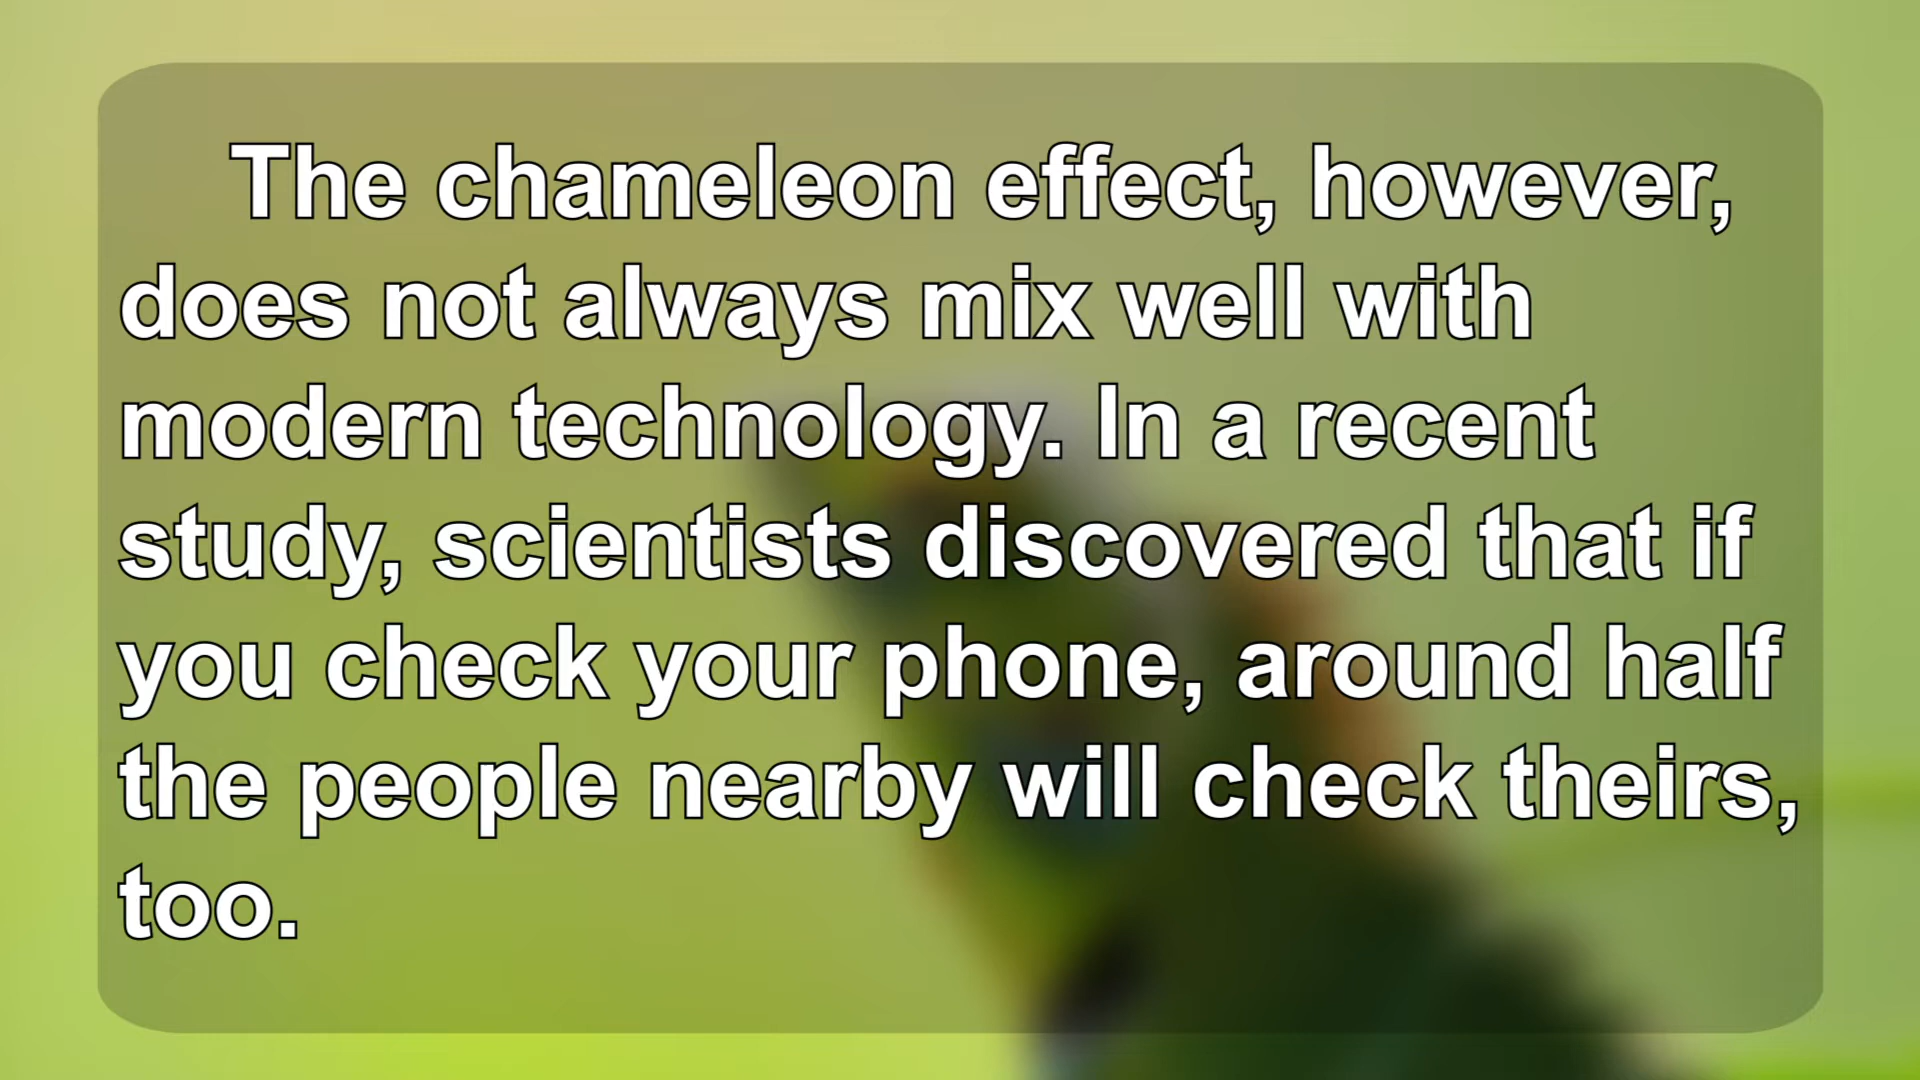 The chameleon effect, however,
does not always mix well with
modern technology. In a recent
study, scientists discovered that if
you check your phone, around half
the people nearby will check theirs,
too.